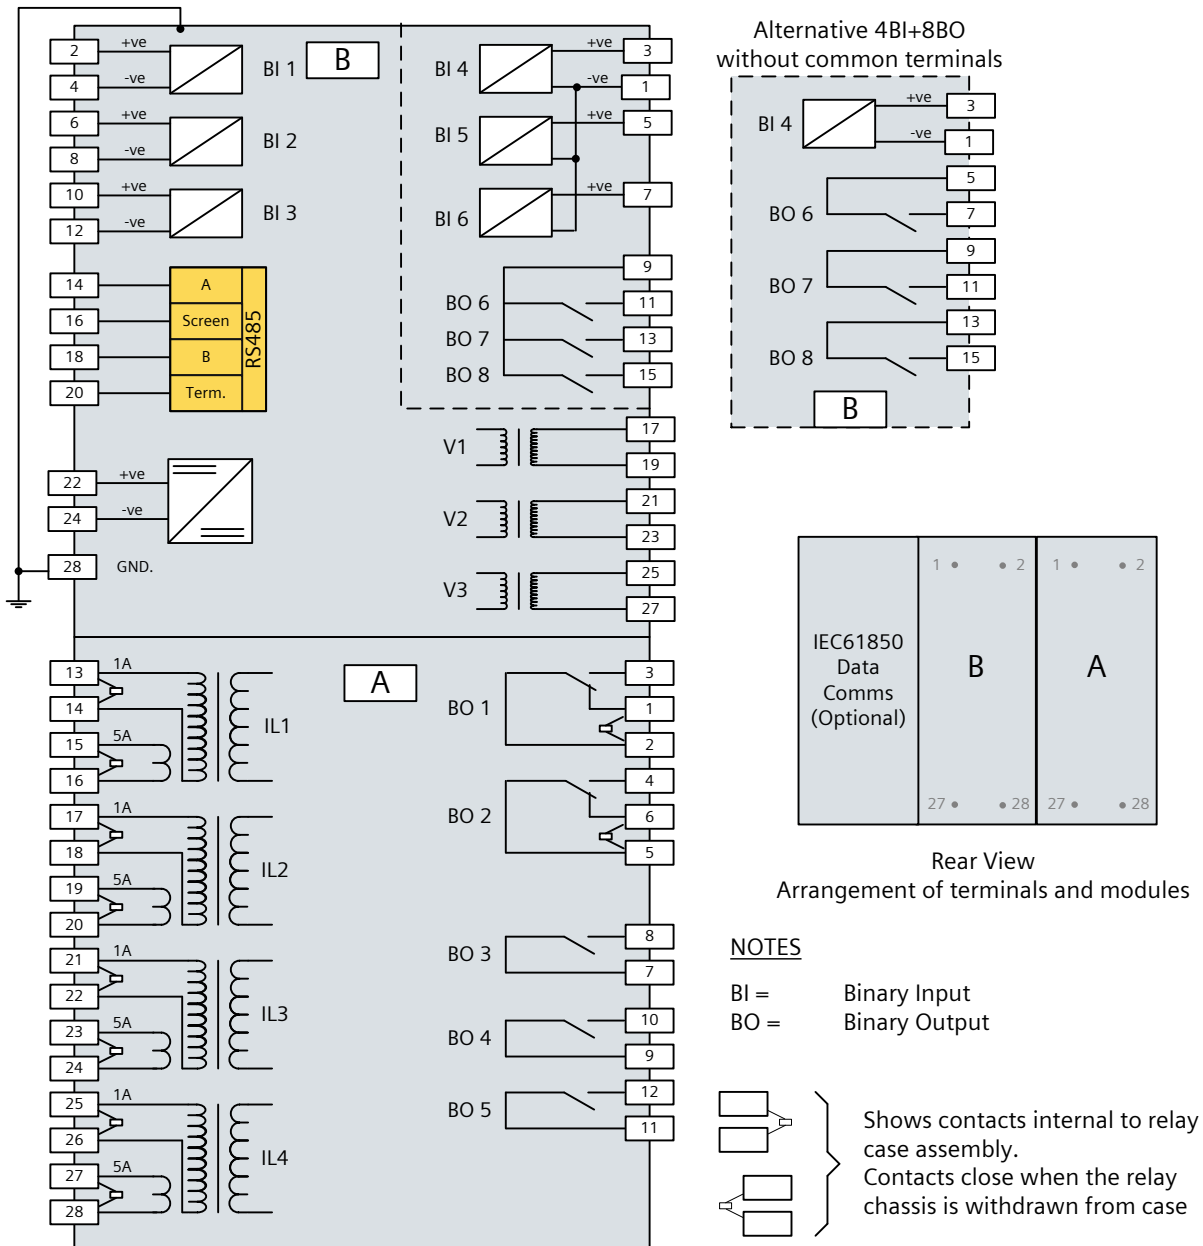 2 +ve
4 -ve
BI 1
B
6 +ve
8 -ve
BI 2
10 +ve
12 -ve
BI 3
14 A
16 Screen
18 B
20 Term.
RS485
22 +ve
24 -ve
28 GND.
BI 4 +ve 3
-ve 1
BI 5 +ve 5
BI 6 +ve 7
9
BO 6 11
BO 7 13
BO 8 15
V1 17
19
V2 21
23
V3 25
27
A
13 1A
14
15 5A
16
IL1
17 1A
18
19 5A
20
IL2
21 1A
22
23 5A
24
IL3
25 1A
26
27 5A
28
IL4
BO 1 3
1
2
BO 2 4
6
5
BO 3 8
7
BO 4 10
9
BO 5 12
11
Alternative 4BI+8BO
without common terminals
BI 4 +ve 3
-ve 1
5
BO 6 7
9
BO 7 11
13
BO 8 15
B
IEC61850
Data
Comms
(Optional)
1 2
B
27 28
1 2
A
27 28
Rear View
Arrangement of terminals and modules
NOTES
BI = Binary Input
BO = Binary Output
Shows contacts internal to relay
case assembly.
Contacts close when the relay
chassis is withdrawn from case